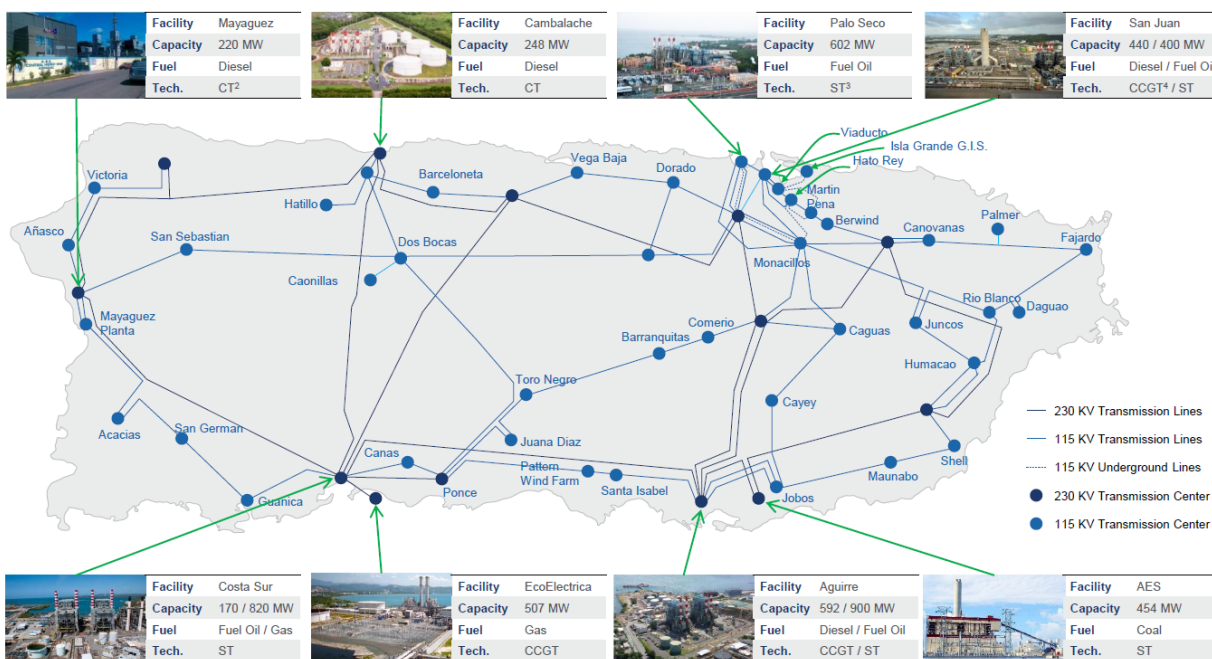 Facility Mayaguez
Capacity 220 MW
Fuel Diesel
Tech. CT2
Facility Cambalache
Capacity 248 MW
Fuel Diesel
Tech. CT
Facility Palo Seco
Capacity 602 MW
Fuel Fuel Oil
Tech. ST3
Facility San Juan
Capacity 440 / 400 MW
Fuel Diesel / Fuel Oil
Tech. CCGT4 / ST
Viaducto
Isla Grande G.I.S.
Hato Rey
Vega Baja
Dorado
Victoria
Barceloneta
Martin
Pena
Hatillo
Berwind
Palmer
Canovanas
Añasco
San Sebastian
Dos Bocas
Fajardo
Monacillos
Caonillas
Rio Blanco
Daguao
Mayaguez
Planta
Comerio
Juncos
Barranquitas
Caguas
Humacao
Toro Negro
Cayey
Acacias
San German
Juana Diaz
Canas
Pattern
Wind Farm
Shell
Maunabo
Santa Isabel
Ponce
Guanica
Jobos
230 KV Transmission Lines
115 KV Transmission Lines
115 KV Underground Lines
230 KV Transmission Center
115 KV Transmission Center
Facility Costa Sur
Capacity 170 / 820 MW
Fuel Fuel Oil / Gas
Tech. ST
Facility EcoElectrica
Capacity 507 MW
Fuel Gas
Tech. CCGT
Facility Aguirre
Capacity 592 / 900 MW
Fuel Diesel / Fuel Oil
Tech. CCGT / ST
Facility AES
Capacity 454 MW
Fuel Coal
Tech. ST